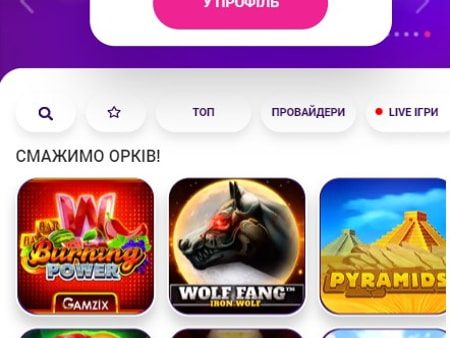 У ПРОФІЛЬ
ТОП
ПРОВАЙДЕРИ
LIVE ІГРИ
СМАЖИМО ОРКІВ!
Burning
POWER
GAMZIX
WOLF FANG™
IRON WOLF
PYRAMIDS